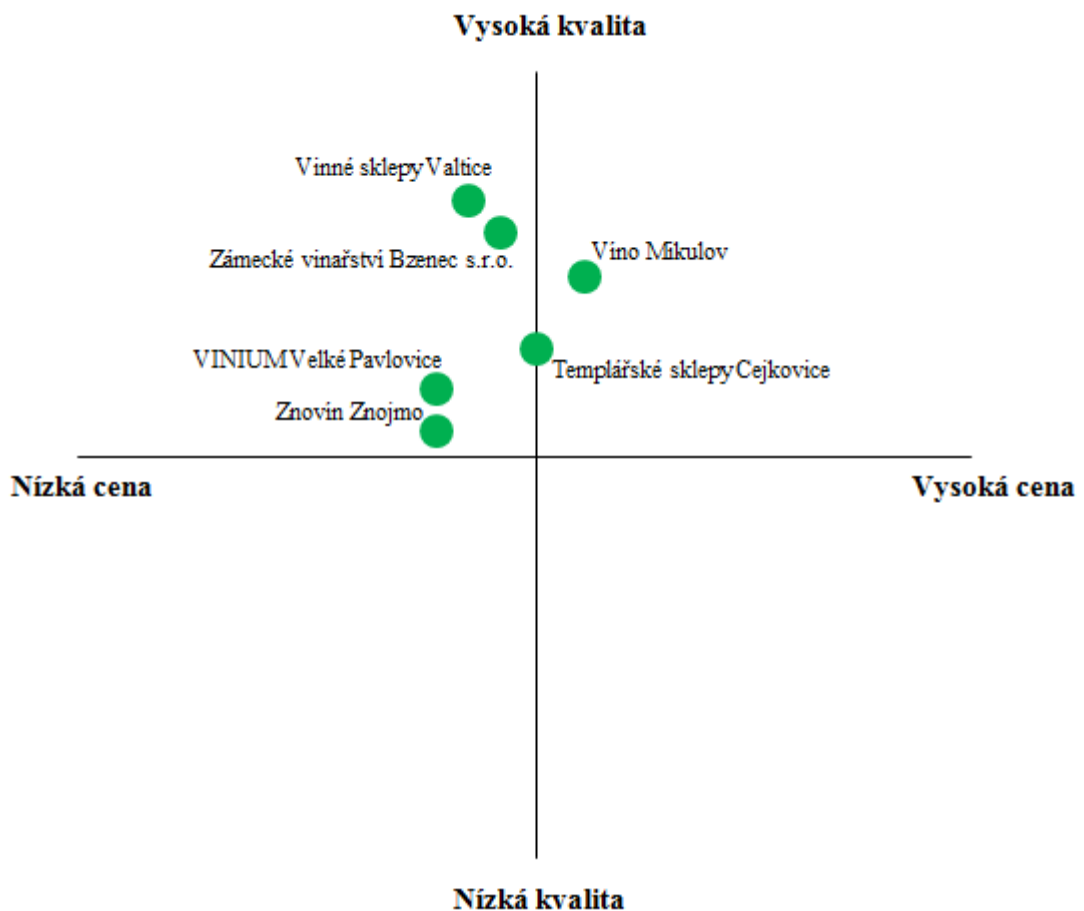 Vysoká kvalita
Vinné sklepy Valtice
Zámecké vinařství Bzenec s.r.o.
Víno Mikulov
VINIUM Velké Pavlovice
Templářské sklepy Cejkovice
Znovín Znojmo
Nízká cena
Vysoká cena
Nízká kvalita